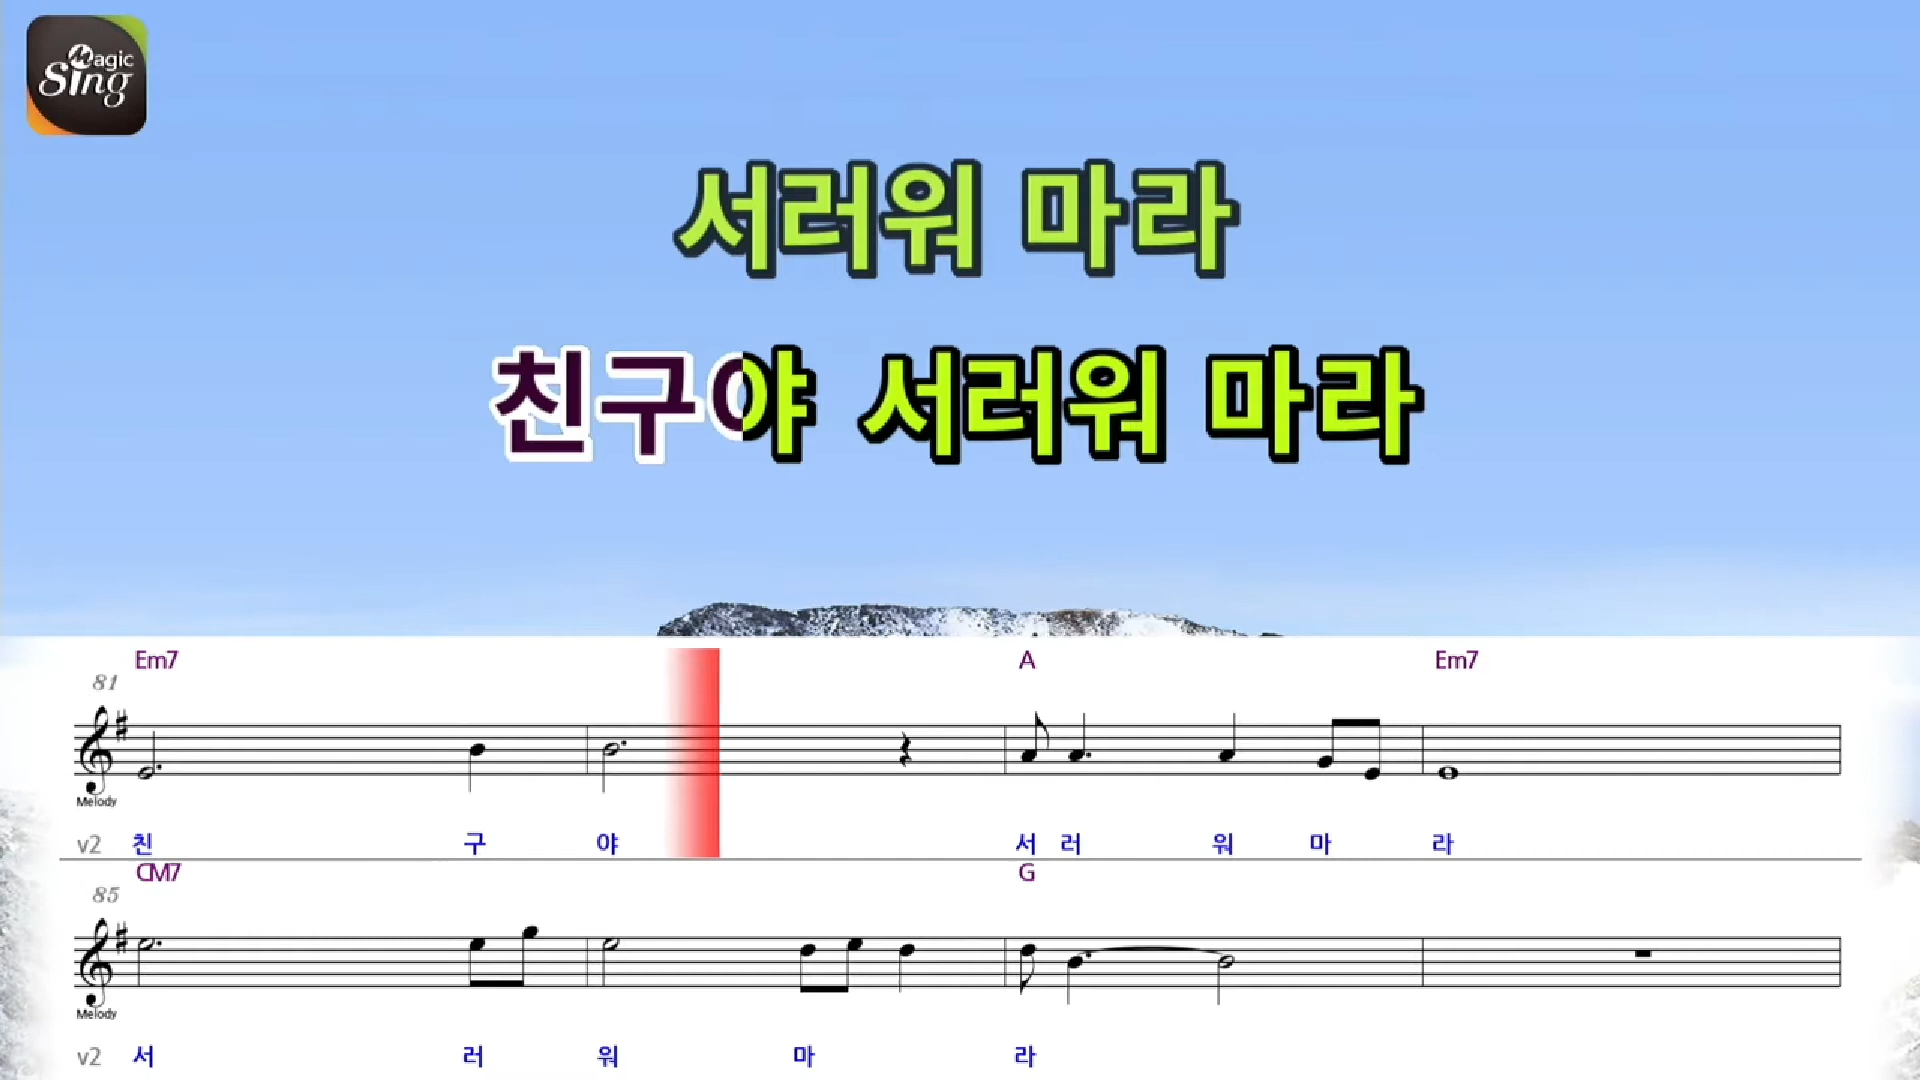 Magic
Sing
서러워 마라
친구야 서러워 마라
Em7 A Em7
81
Melody
v2 친 구 야 서 러 워 마 라
CM7 G
85
Melody
v2 서 러 워 마 라